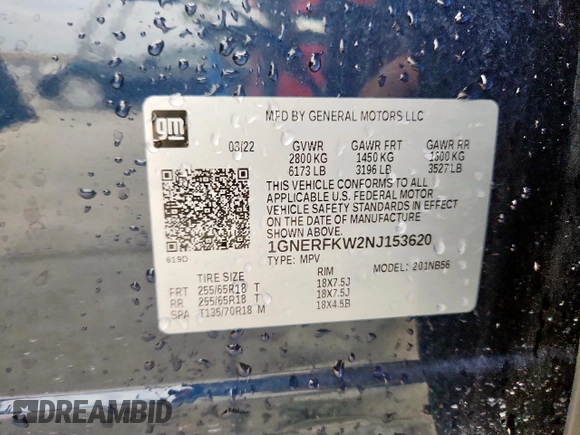 gm
MFD BY GENERAL MOTORS LLC
03/22 GVWR GAWR FRT GAWR RR
2800 KG 1450 KG 1600 KG
6173 LB 3196 LB 3527 LB
THIS VEHICLE CONFORMS TO ALL
APPLICABLE U.S. FEDERAL MOTOR
VEHICLE SAFETY STANDARDS IN EFFECT
ON THE DATE OF MANUFACTURE
SHOWN ABOVE.
1GNERFKW2NJ153620
619D TYPE: MPV MODEL: 201NB56
TIRE SIZE RIM
FRT 255/65R18 T 18X7.5J
RR 255/65R18 T 18X7.5J
SPA T135/70R18 M 18X4.5B
DREAMBID